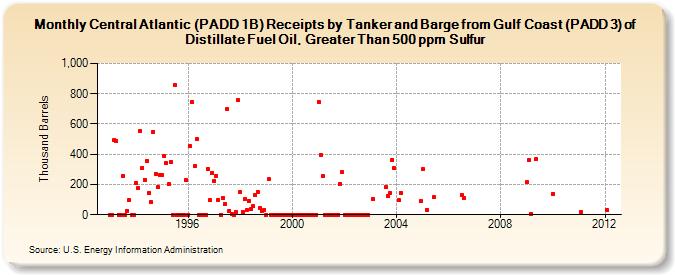 Monthly Central Atlantic (PADD 1B) Receipts by Tanker and Barge from Gulf Coast (PADD 3) of
Distillate Fuel Oil, Greater Than 500 ppm Sulfur
Thousand Barrels
1,000
800
600
400
200
0
1996
2000
2004
2008
2012
Source: U.S. Energy Information Administration